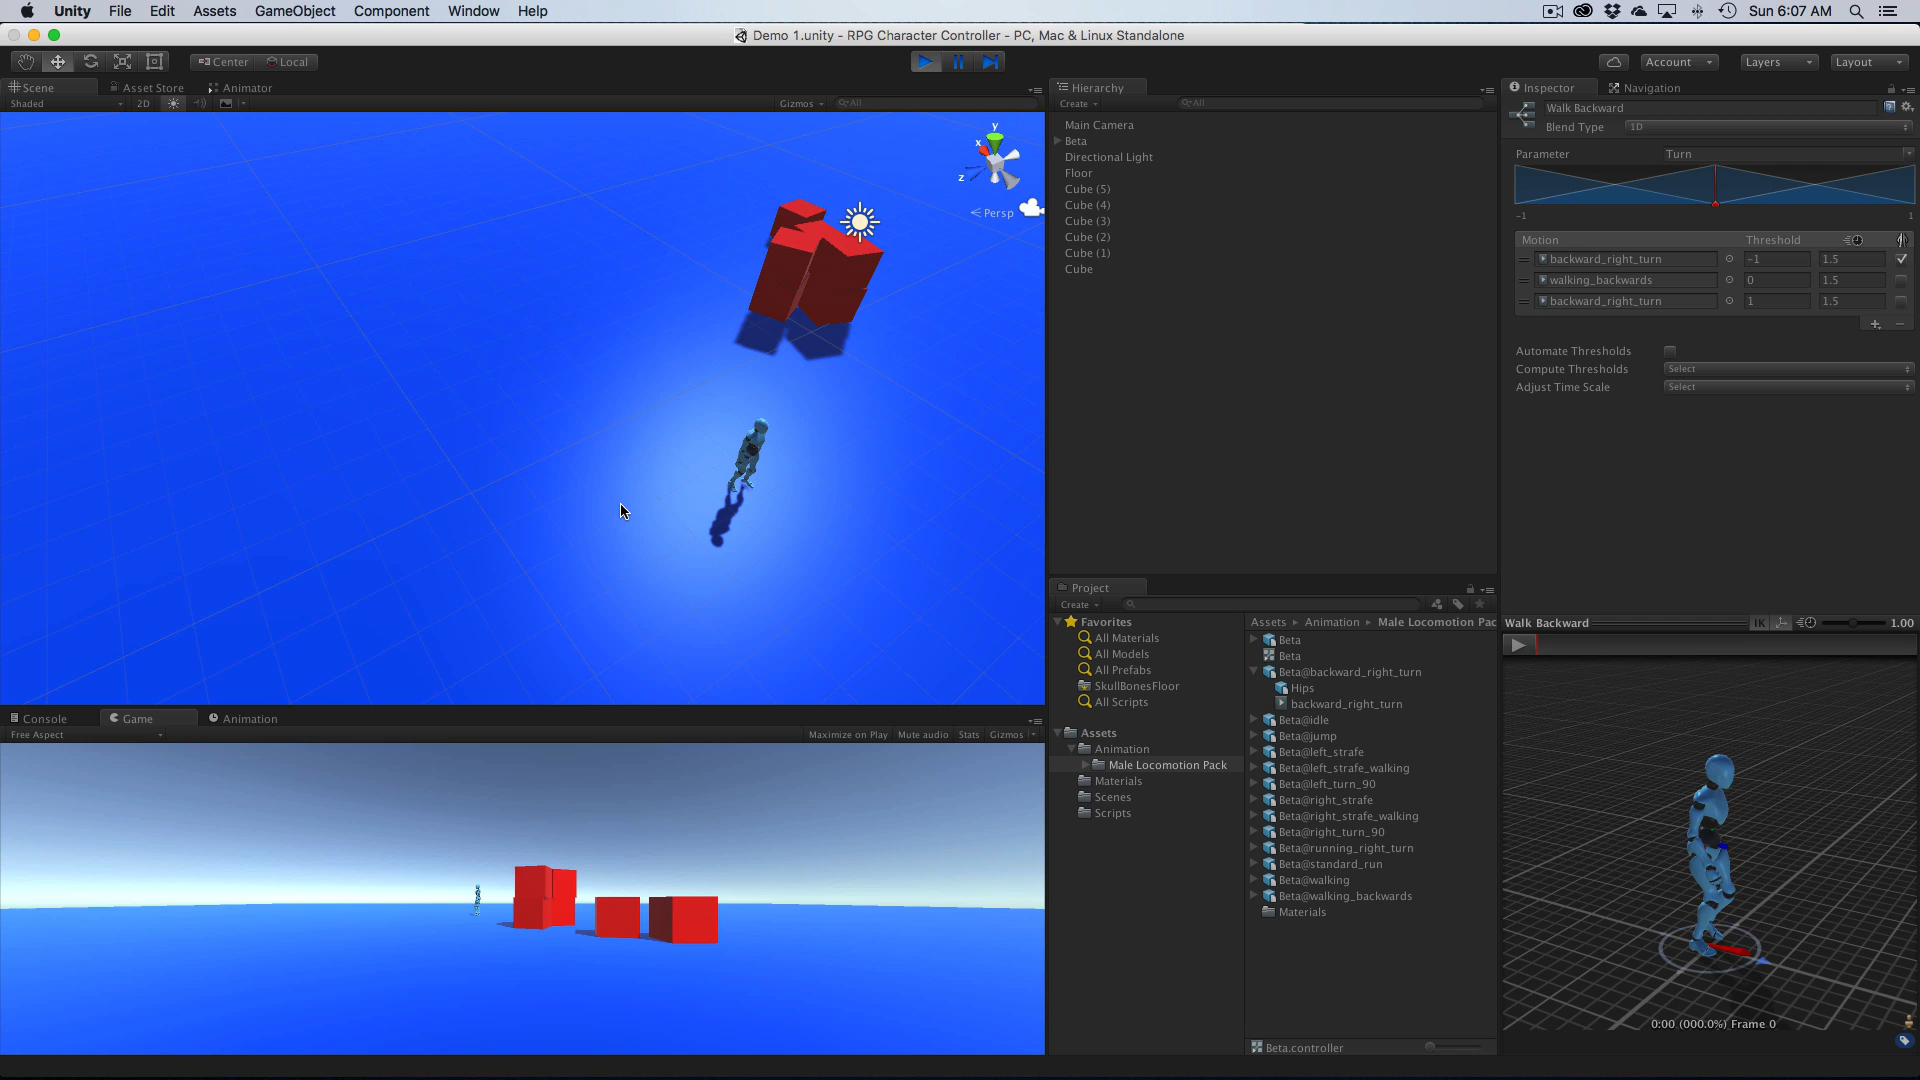 Unity File Edit Assets GameObject Component Window Help Sun 6:07 AM
Demo 1.unity - RPG Character Controller - PC, Mac & Linux Standalone
Center Local Account Layers Layout
Scene Asset Store Animator
Shaded 2D Gizmos All
y
x
z
Persp
Hierarchy
Create All
Main Camera
Beta
Directional Light
Floor
Cube (5)
Cube (4)
Cube (3)
Cube (2)
Cube (1)
Cube
Inspector Navigation
Walk Backward
Blend Type 1D
Parameter Turn
-1 1
Motion Threshold
backward_right_turn -1 1.5
walking_backwards 0 1.5
backward_right_turn 1 1.5
Automate Thresholds
Compute Thresholds Select
Adjust Time Scale Select
Console Game Animation
Free Aspect Maximize on Play Mute audio Stats Gizmos
Project
Create
Favorites
All Materials
All Models
All Prefabs
SkullBonesFloor
All Scripts
Assets
Animation
Male Locomotion Pack
Materials
Scenes
Scripts
Assets Animation Male Locomotion Pac
Beta
Beta
Beta@backward_right_turn
Hips
backward_right_turn
Beta@idle
Beta@jump
Beta@left_strafe
Beta@left_strafe_walking
Beta@left_turn_90
Beta@right_strafe
Beta@right_strafe_walking
Beta@right_turn_90
Beta@running_right_turn
Beta@standard_run
Beta@walking
Beta@walking_backwards
Materials
Beta.controller
Walk Backward IK 1.00
0:00 (000.0%) Frame 0